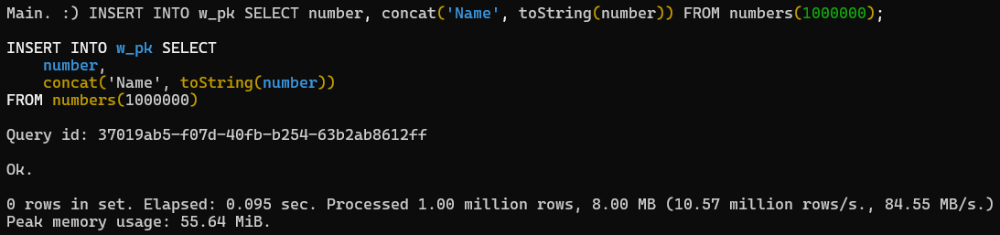 Main. :) INSERT INTO w_pk SELECT number, concat('Name', toString(number)) FROM numbers(1000000);
INSERT INTO w_pk SELECT
    number,
    concat('Name', toString(number))
FROM numbers(1000000)
Query id: 37019ab5-f07d-40fb-b254-63b2ab8612ff
Ok.
0 rows in set. Elapsed: 0.095 sec. Processed 1.00 million rows, 8.00 MB (10.57 million rows/s., 84.55 MB/s.)
Peak memory usage: 55.64 MiB.